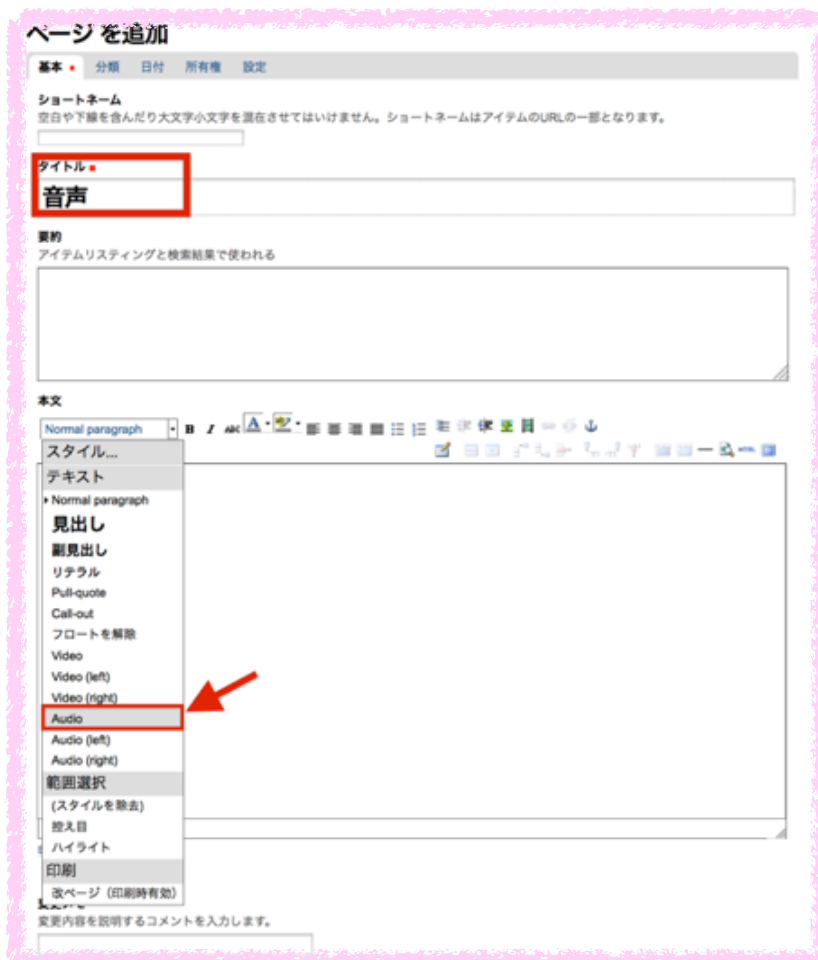 ページ を追加
基本 分類 日付 所有権 設定
ショートネーム
空白や下線を含んだり大文字小文字を混在させてはいけません。ショートネームはアイテムのURLの一部となります。
タイトル
音声
要約
アイテムリスティングと検索結果で使われる
本文
Normal paragraph B I ABC A
スタイル...
テキスト
Normal paragraph
見出し
副見出し
リテラル
Pull-quote
Call-out
フロートを解除
Video
Video (left)
Video (right)
Audio
Audio (left)
Audio (right)
範囲選択
(スタイルを除去)
控え目
ハイライト
印刷
改ページ（印刷時有効）
変更内容を説明するコメントを入力します。